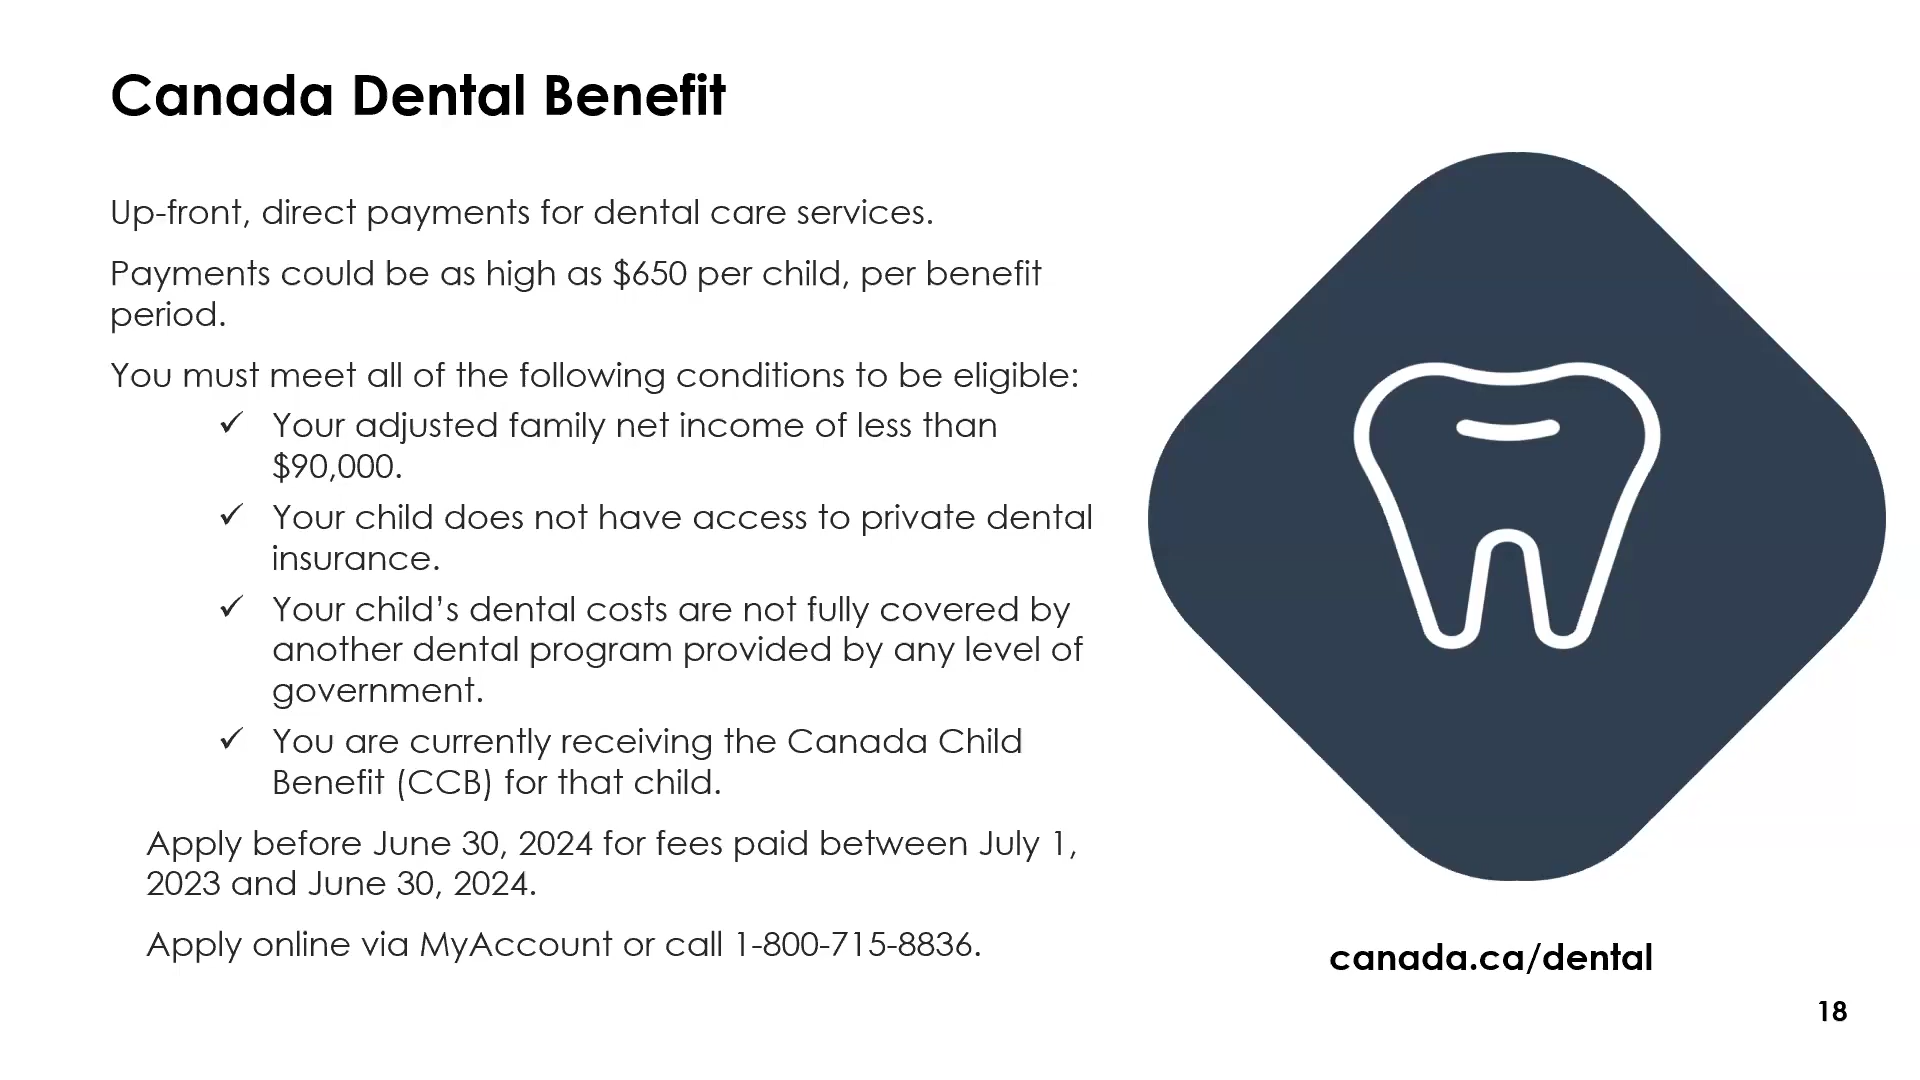 Canada Dental Benefit
Up-front, direct payments for dental care services.
Payments could be as high as $650 per child, per benefit
period.
You must meet all of the following conditions to be eligible:
✓ Your adjusted family net income of less than
$90,000.
✓ Your child does not have access to private dental
insurance.
✓ Your child’s dental costs are not fully covered by
another dental program provided by any level of
government.
✓ You are currently receiving the Canada Child
Benefit (CCB) for that child.
Apply before June 30, 2024 for fees paid between July 1,
2023 and June 30, 2024.
Apply online via MyAccount or call 1-800-715-8836.
canada.ca/dental
18